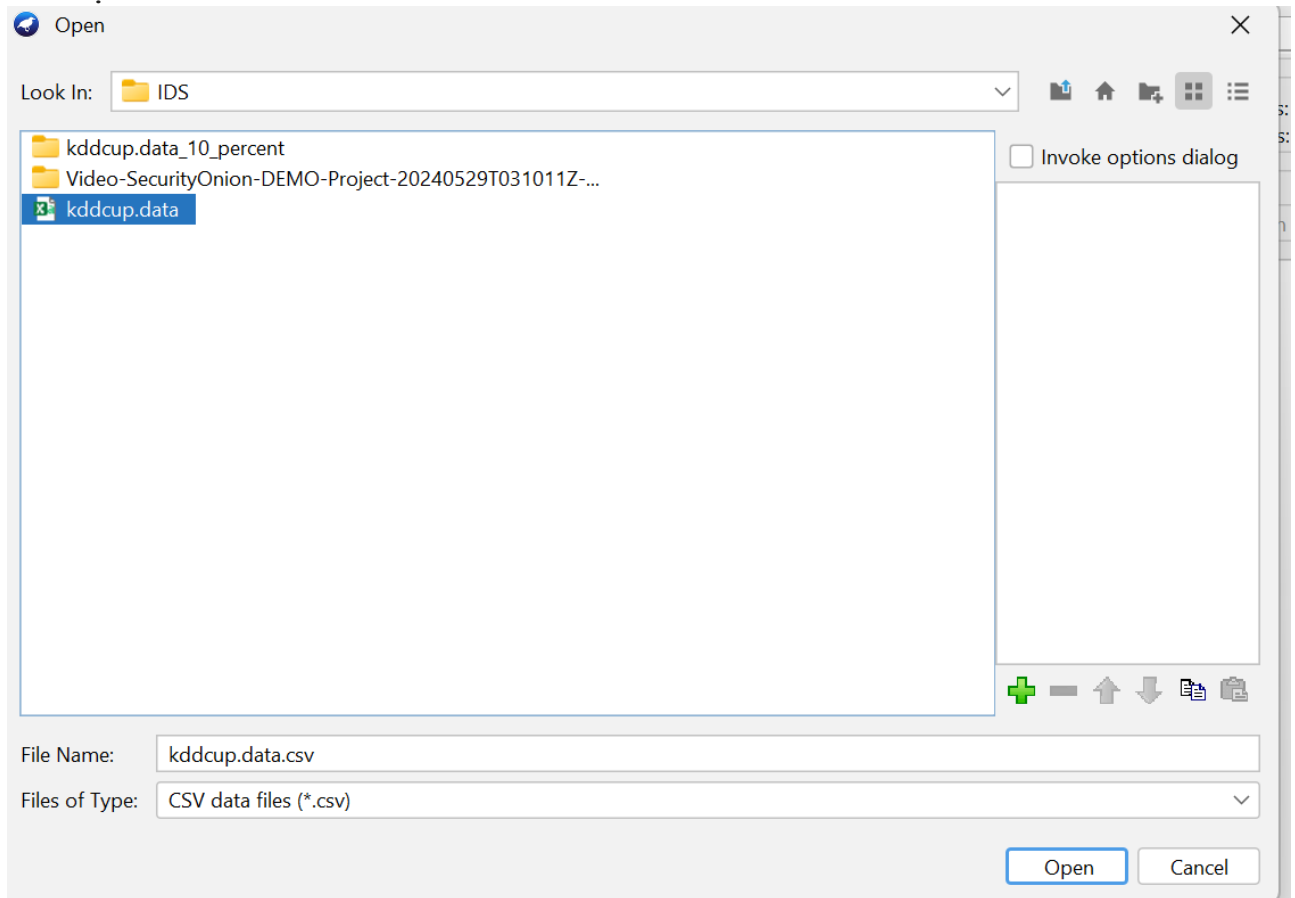 Open
Look In: IDS
kddcup.data_10_percent
Video-SecurityOnion-DEMO-Project-20240529T031011Z-...
kddcup.data
Invoke options dialog
s:
s:
File Name: kddcup.data.csv
Files of Type: CSV data files (*.csv)
Open Cancel